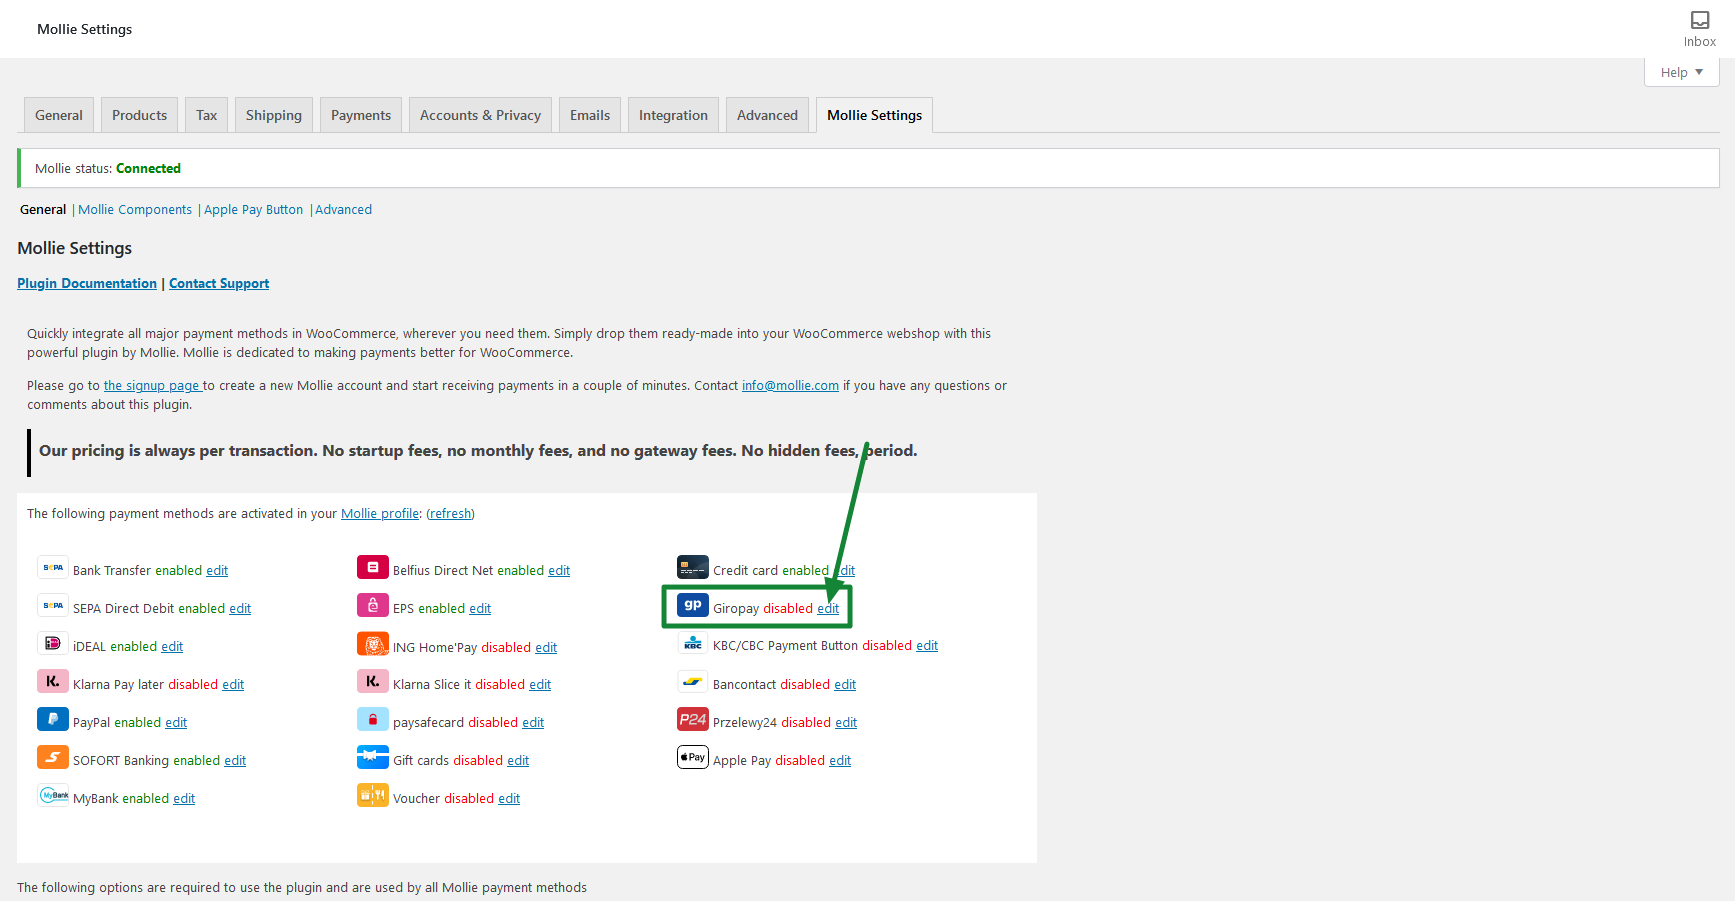 Mollie Settings
Inbox
Help
General Products Tax Shipping Payments Accounts & Privacy Emails Integration Advanced Mollie Settings
Mollie status: Connected
General | Mollie Components | Apple Pay Button | Advanced
Mollie Settings
Plugin Documentation | Contact Support
Quickly integrate all major payment methods in WooCommerce, wherever you need them. Simply drop them ready-made into your WooCommerce webshop with this
powerful plugin by Mollie. Mollie is dedicated to making payments better for WooCommerce.
Please go to the signup page to create a new Mollie account and start receiving payments in a couple of minutes. Contact info@mollie.com if you have any questions or
comments about this plugin.
Our pricing is always per transaction. No startup fees, no monthly fees, and no gateway fees. No hidden fees, period.
The following payment methods are activated in your Mollie profile: (refresh)
SEPA Bank Transfer enabled edit
Belfius Direct Net enabled edit
Credit card enabled edit
SEPA SEPA Direct Debit enabled edit
EPS enabled edit
gp Giropay disabled edit
iDEAL enabled edit
ING Home'Pay disabled edit
KBC KBC/CBC Payment Button disabled edit
K. Klarna Pay later disabled edit
K. Klarna Slice it disabled edit
Bancontact disabled edit
PayPal enabled edit
paysafecard disabled edit
P24 Przelewy24 disabled edit
SOFORT Banking enabled edit
Gift cards disabled edit
Pay Apple Pay disabled edit
MyBank MyBank enabled edit
Voucher disabled edit
The following options are required to use the plugin and are used by all Mollie payment methods